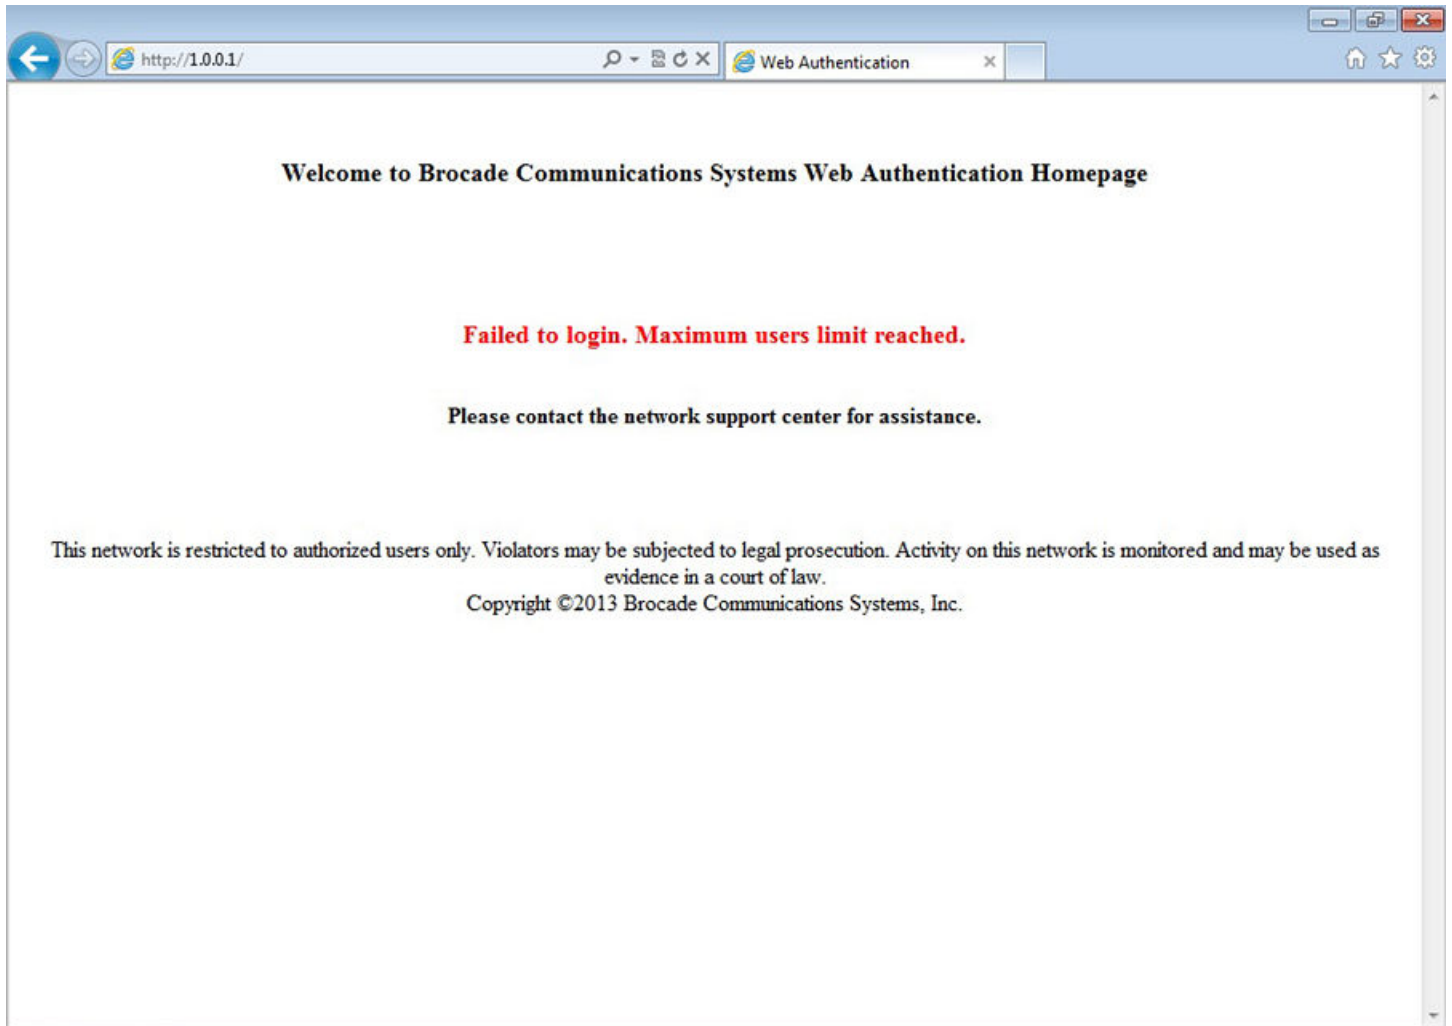 http://1.0.0.1/
Web Authentication
Welcome to Brocade Communications Systems Web Authentication Homepage
Failed to login. Maximum users limit reached.
Please contact the network support center for assistance.
This network is restricted to authorized users only. Violators may be subjected to legal prosecution. Activity on this network is monitored and may be used as
evidence in a court of law.
Copyright ©2013 Brocade Communications Systems, Inc.